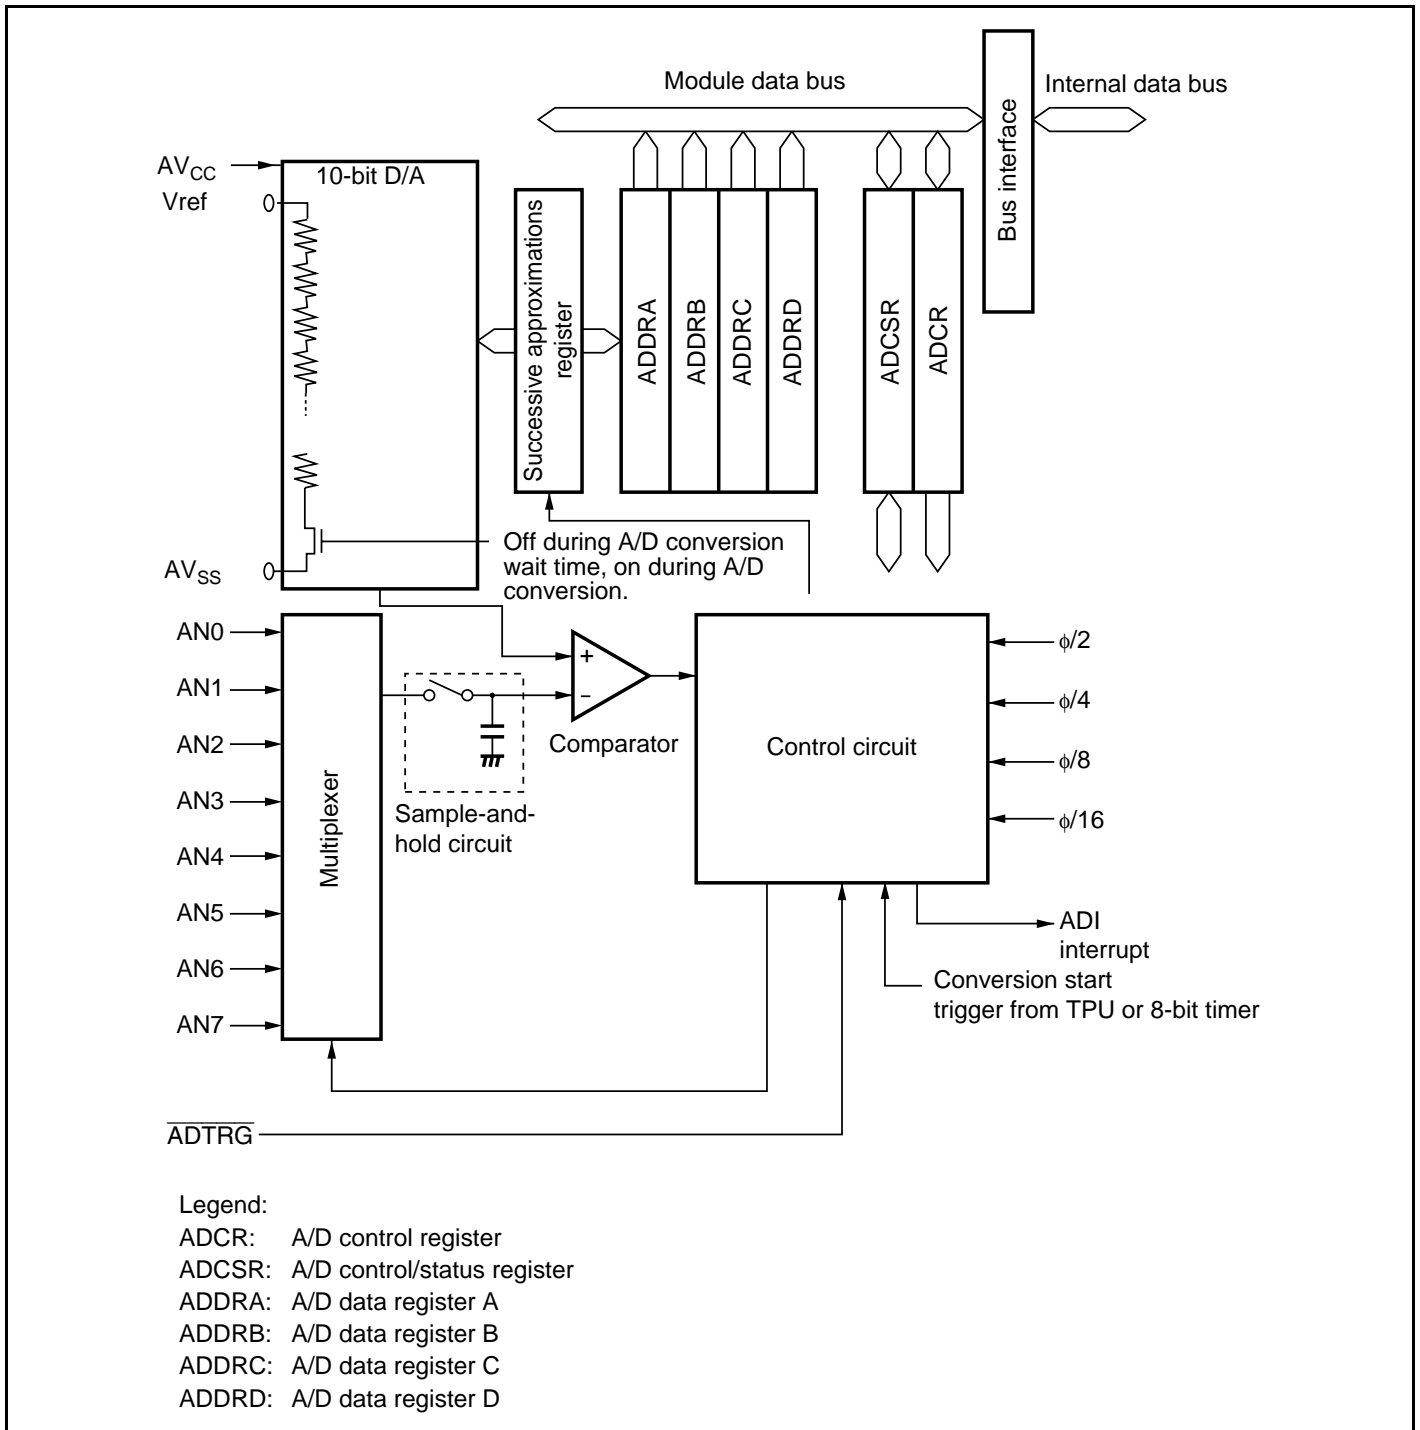 Module data bus
Internal data bus
Bus interface
AVCC
Vref
10-bit D/A
Successive approximations
register
ADDRA
ADDRB
ADDRC
ADDRD
ADCSR
ADCR
Off during A/D conversion
wait time, on during A/D
conversion.
AVSS
AN0
AN1
AN2
AN3
AN4
AN5
AN6
AN7
Multiplexer
Sample-and-
hold circuit
+
−
Comparator
Control circuit
ϕ/2
ϕ/4
ϕ/8
ϕ/16
ADI
interrupt
Conversion start
trigger from TPU or 8-bit timer
ADTRG
Legend:
ADCR: A/D control register
ADCSR: A/D control/status register
ADDRA: A/D data register A
ADDRB: A/D data register B
ADDRC: A/D data register C
ADDRD: A/D data register D